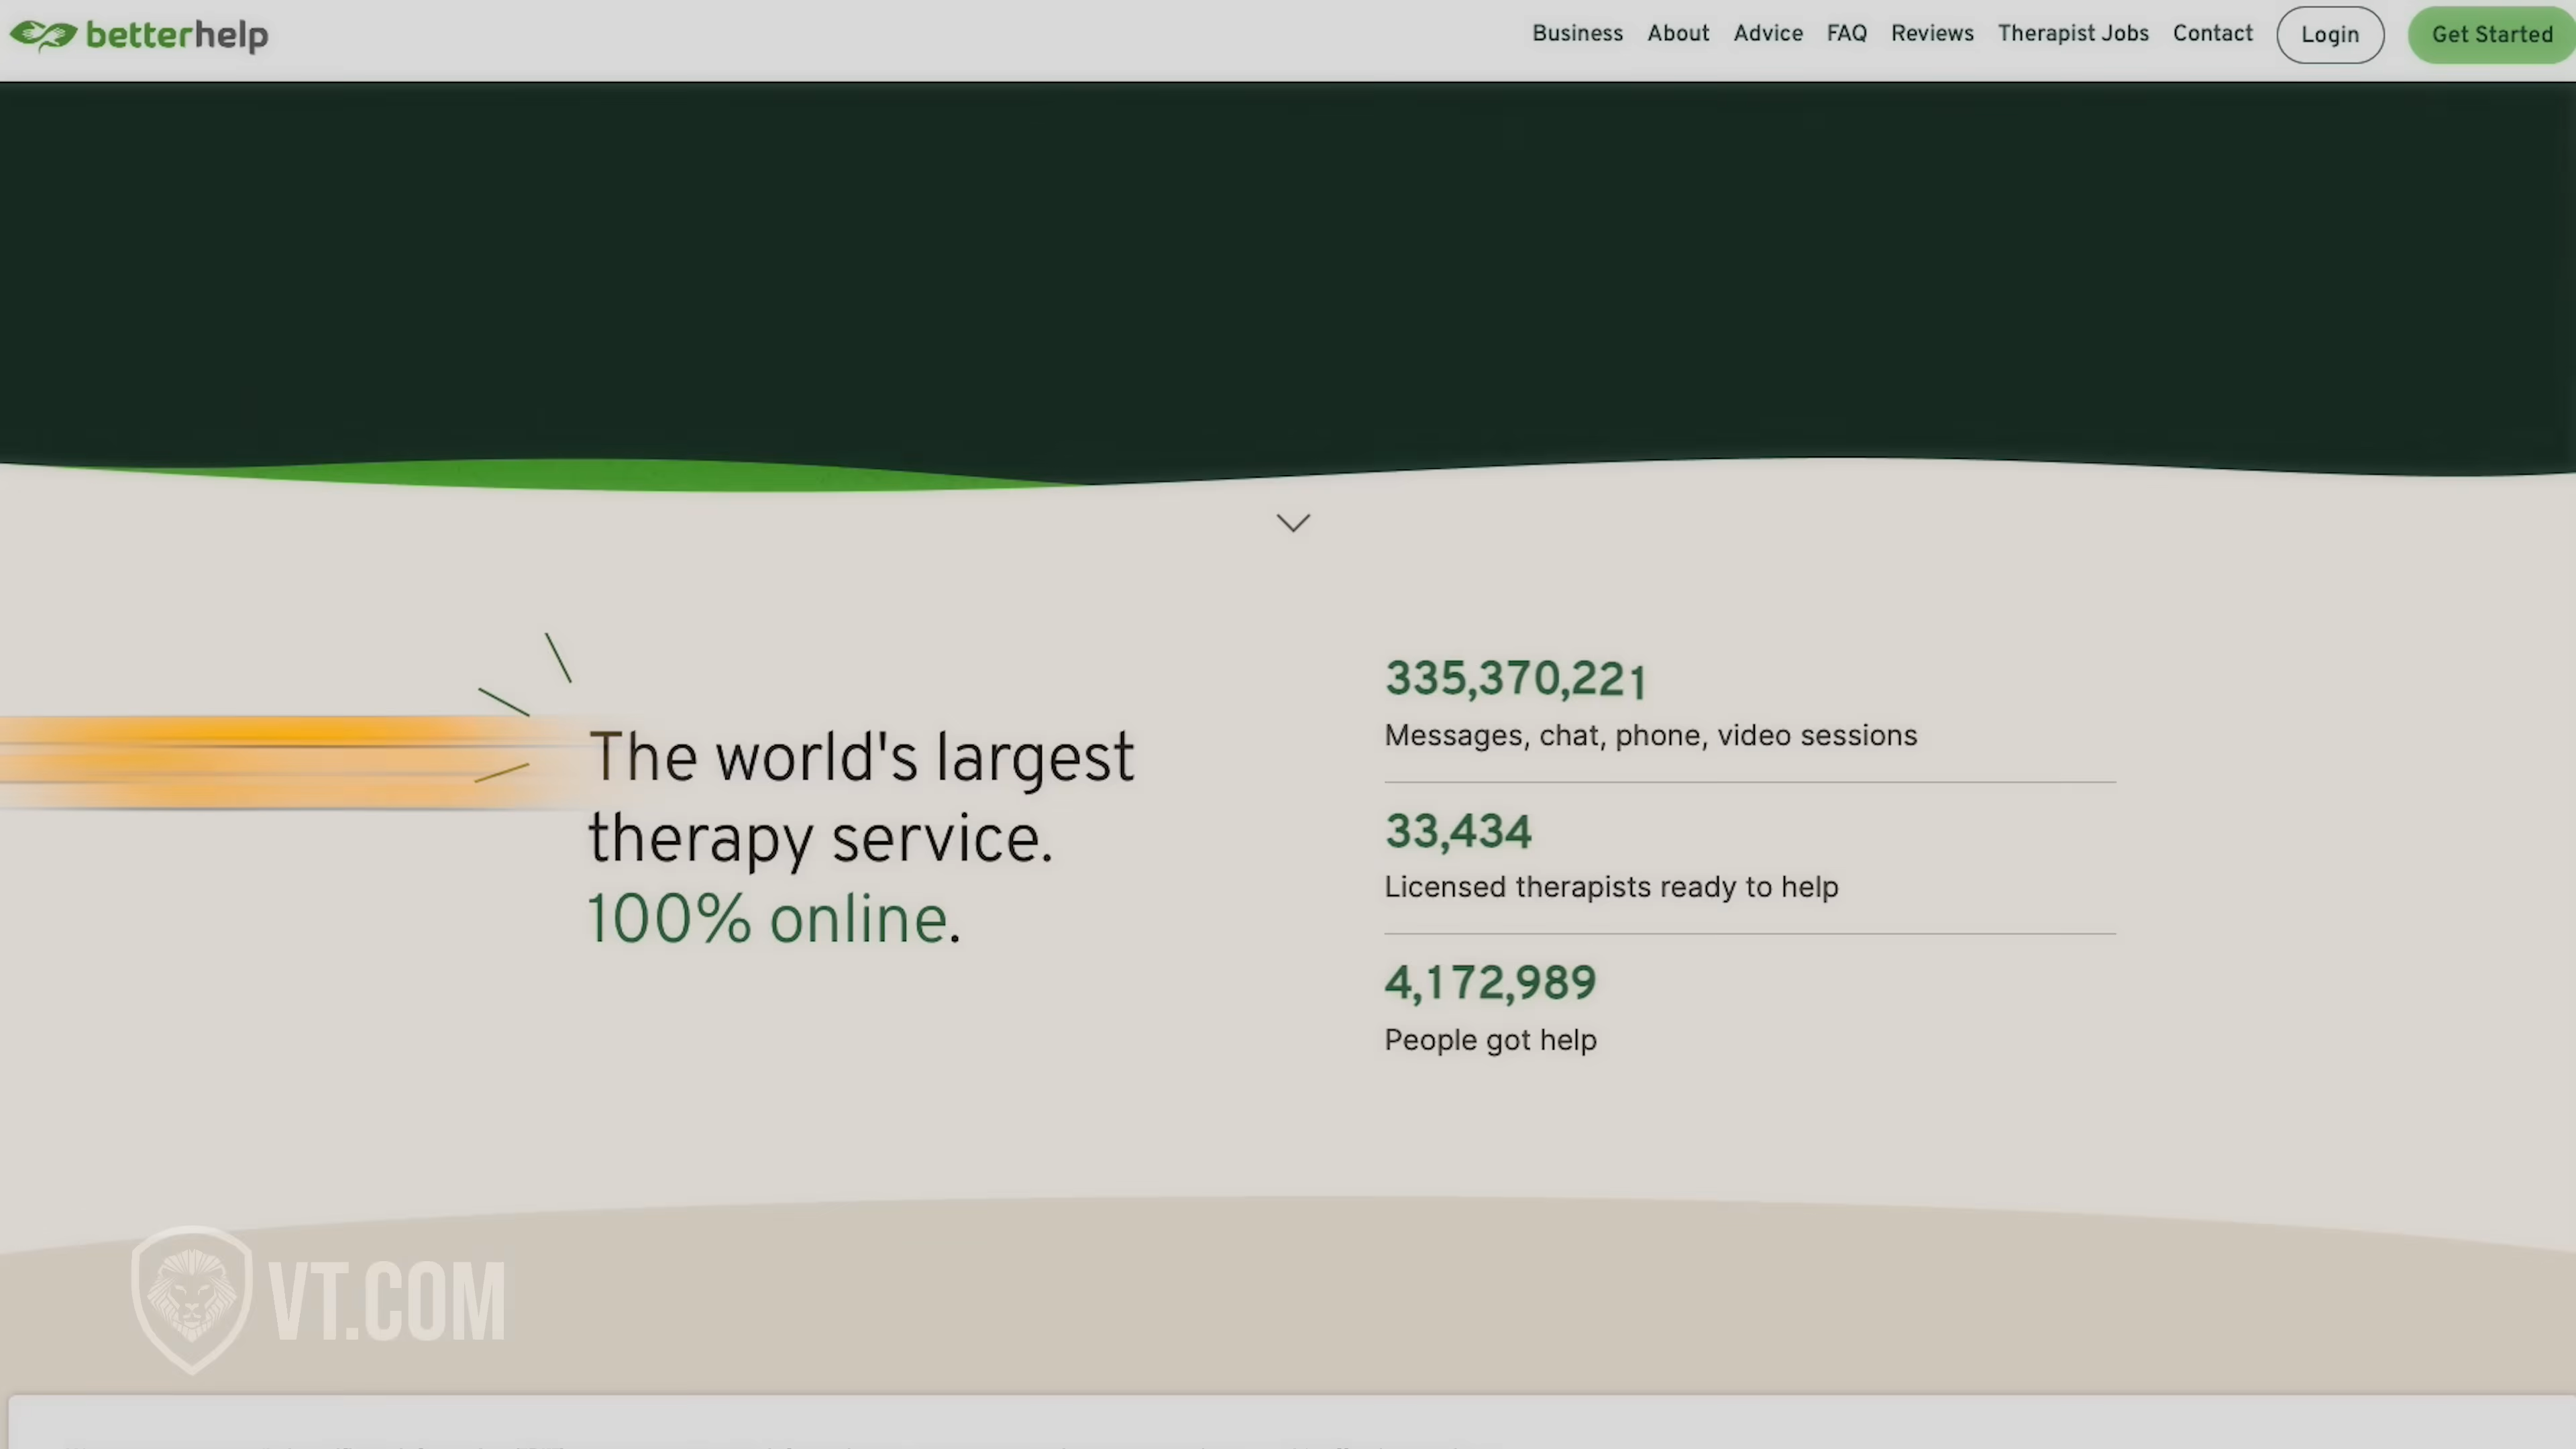 betterhelp
Business About Advice FAQ Reviews Therapist Jobs Contact Login Get Started
The world's largest
therapy service.
100% online.
335,370,221
Messages, chat, phone, video sessions
33,434
Licensed therapists ready to help
4,172,989
People got help
VT.COM